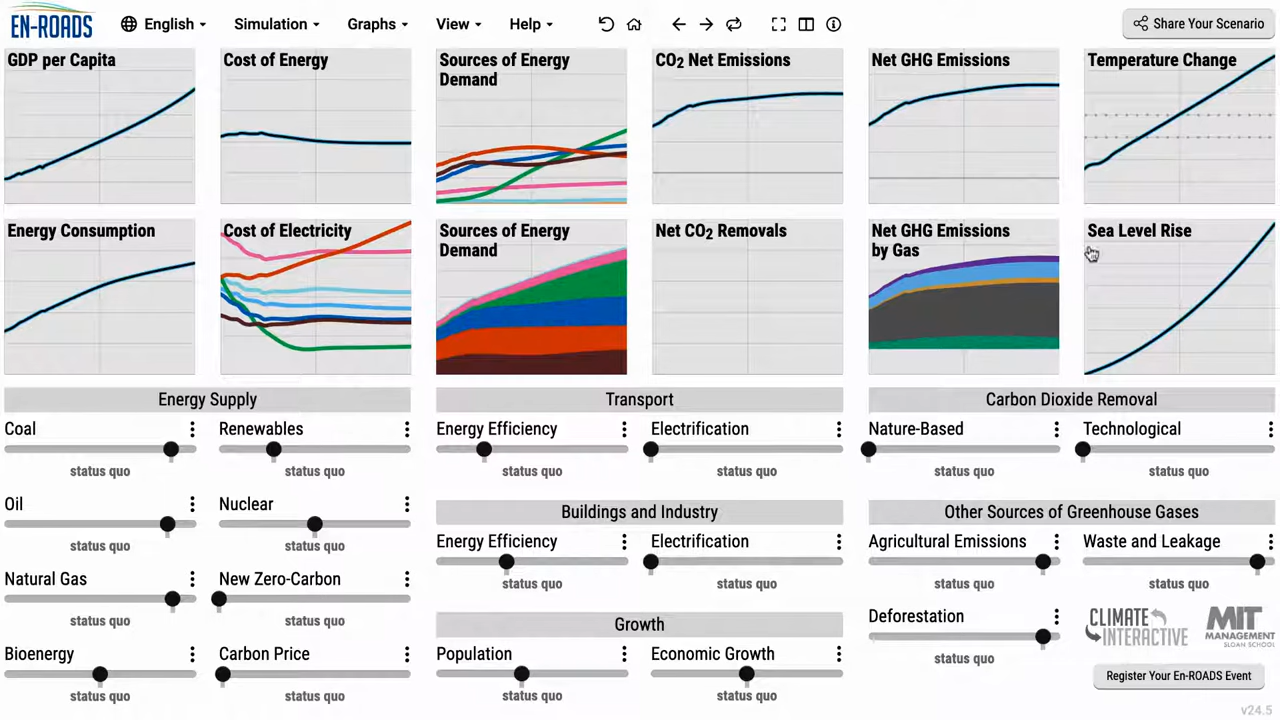 EN-ROADS
English
Simulation
Graphs
View
Help
Share Your Scenario
GDP per Capita
Cost of Energy
Sources of Energy
Demand
CO₂ Net Emissions
Net GHG Emissions
Temperature Change
Energy Consumption
Cost of Electricity
Sources of Energy
Demand
Net CO₂ Removals
Net GHG Emissions
by Gas
Sea Level Rise
Energy Supply
Transport
Carbon Dioxide Removal
Coal
status quo
Renewables
status quo
Energy Efficiency
status quo
Electrification
status quo
Nature-Based
status quo
Technological
status quo
Oil
status quo
Nuclear
status quo
Buildings and Industry
Other Sources of Greenhouse Gases
Energy Efficiency
status quo
Electrification
status quo
Agricultural Emissions
status quo
Waste and Leakage
status quo
Natural Gas
status quo
New Zero-Carbon
status quo
Growth
Deforestation
status quo
CLIMATE
INTERACTIVE
MIT
MANAGEMENT
SLOAN SCHOOL
Bioenergy
status quo
Carbon Price
status quo
Population
status quo
Economic Growth
status quo
Register Your En-ROADS Event
v24.5